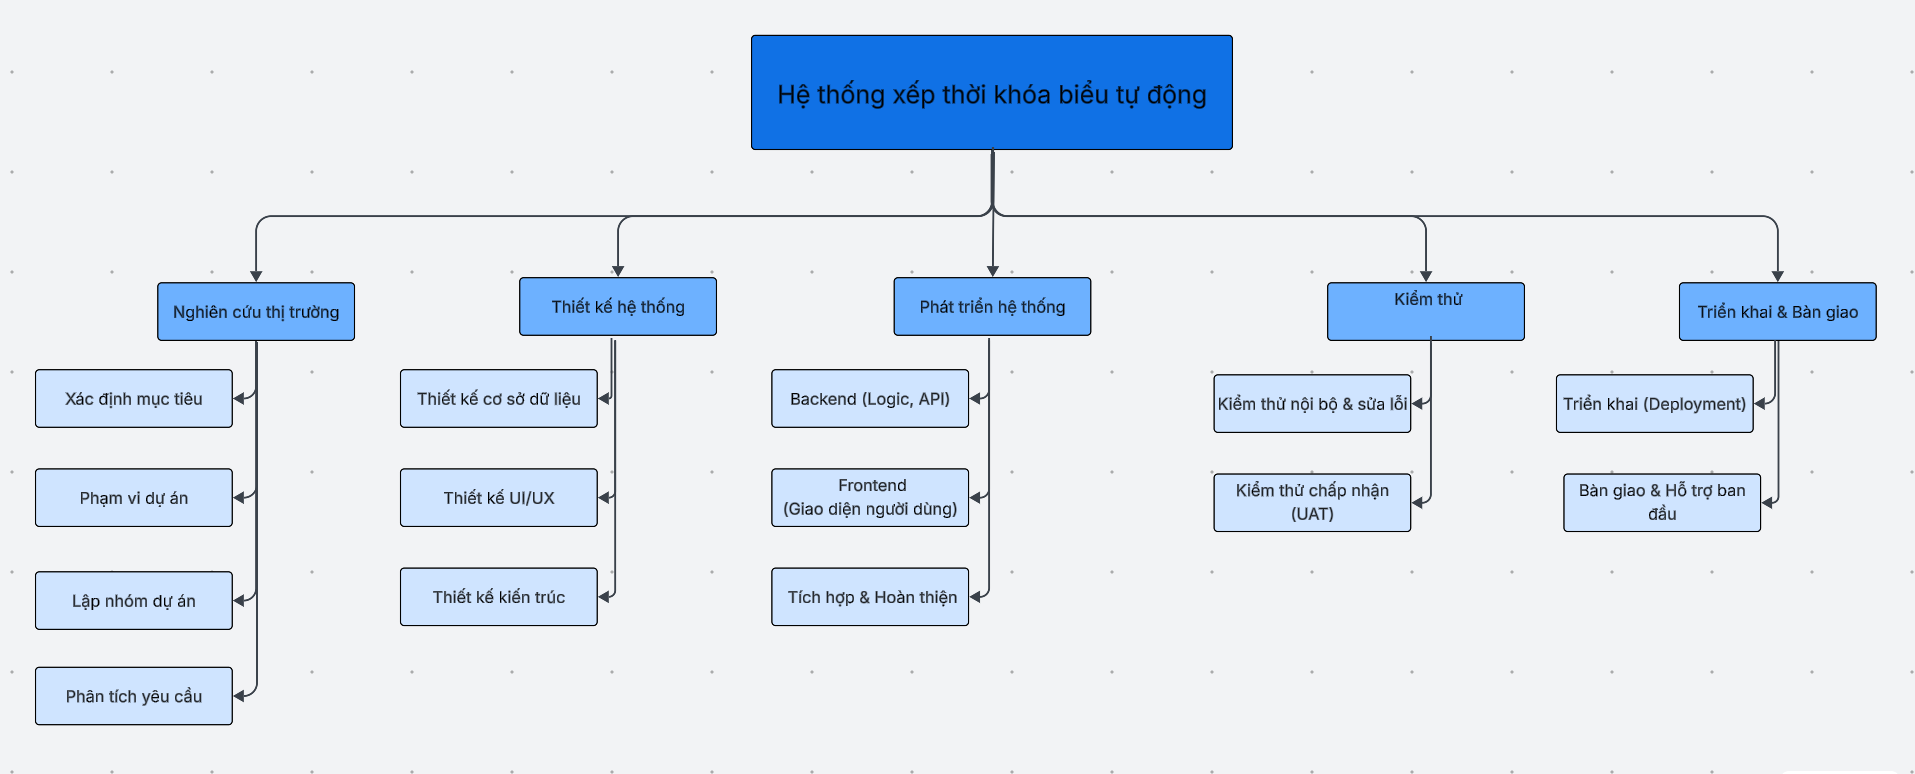 Hệ thống xếp thời khóa biểu tự động
Nghiên cứu thị trường
Xác định mục tiêu
Phạm vi dự án
Lập nhóm dự án
Phân tích yêu cầu
Thiết kế hệ thống
Thiết kế cơ sở dữ liệu
Thiết kế UI/UX
Thiết kế kiến trúc
Phát triển hệ thống
Backend (Logic, API)
Frontend
(Giao diện người dùng)
Tích hợp & Hoàn thiện
Kiểm thử
Kiểm thử nội bộ & sửa lỗi
Kiểm thử chấp nhận
(UAT)
Triển khai & Bàn giao
Triển khai (Deployment)
Bàn giao & Hỗ trợ ban
đầu